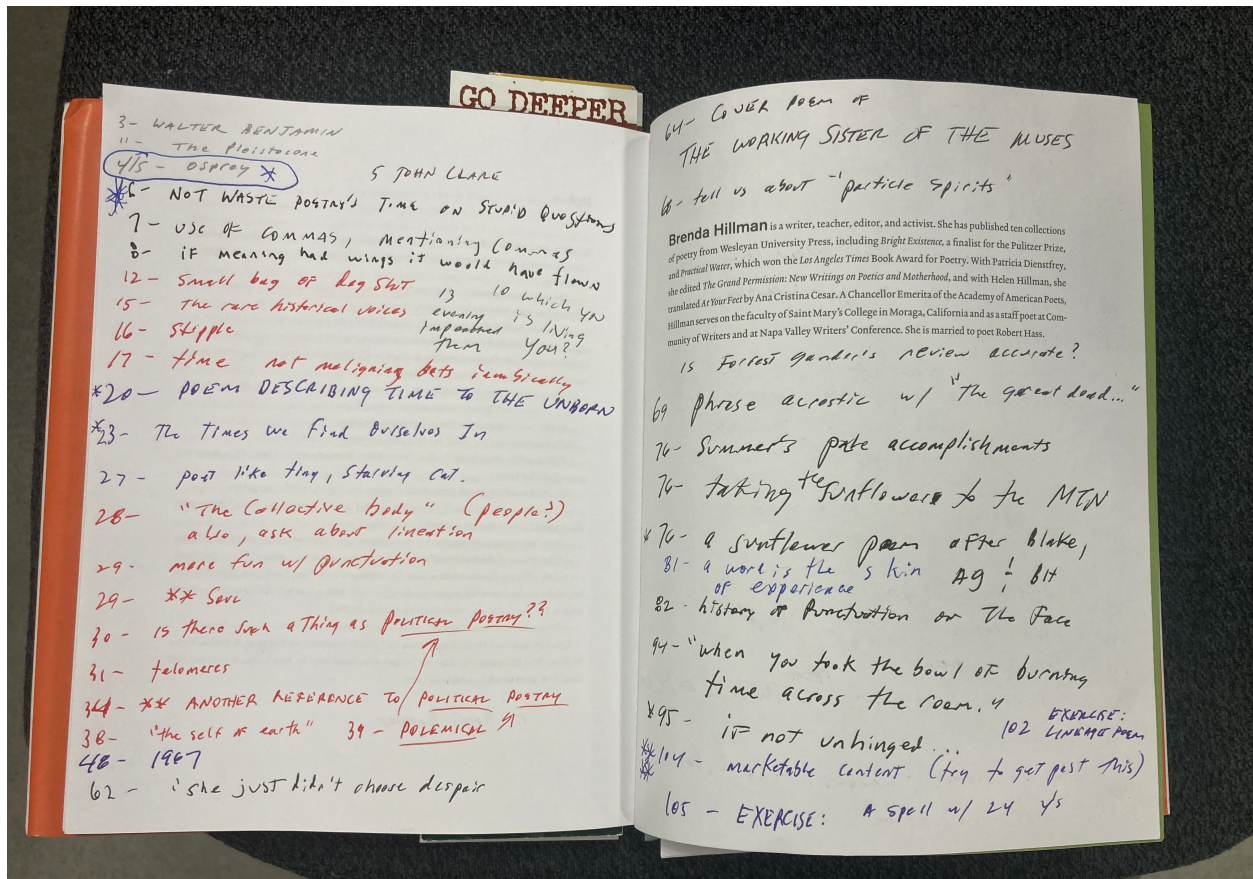 GO DEEPER
3- WALTER BENJAMIN
"- The Pleistocene
4/5 - osprey *
5 JOHN CLARE
*6- NOT WASTE POETRY'S TIME ON STUPID QUESTIONS
7- USE OF COMMAS, mentioning commas
8- if meaning had wings it would have flown
12- Small bag of dog shit
13 evening impeached them
10 which YN is living you?
15- The rare historical voices
16- Stipple
17- time not maligning bats
*20- POEM DESCRIBING TIME TO THE UNBORN
*23- The Times We Find Ourselves In
27- poet like tiny, starving cat.
28- "The Collective body" (people?)
also, ask about lineation
29- more fun w/ punctuation
29- ** Soul
30- is there such a Thing as POLITICAL POETRY??
31- telomeres
34- ** ANOTHER REFERENCE TO POLITICAL POETRY
38- "the self of earth" 39- POLEMICAL
48- 1967
62- she just didn't choose despair
64- COVER POEM OF
THE WORKING SISTER OF THE MUSES
tell us about "particle spirits"
Brenda Hillman is a writer, teacher, editor, and activist. She has published ten collections
of poetry from Wesleyan University Press, including Bright Existence, a finalist for the Pulitzer Prize,
and Practical Water, which won the Los Angeles Times Book Award for Poetry. With Patricia Dienstfrey,
she edited The Grand Permission: New Writings on Poetics and Motherhood, and with Helen Hillman, she
translated At Your Feet by Ana Cristina Cesar. A Chancellor Emerita of the Academy of American Poets,
Hillman serves on the faculty of Saint Mary's College in Moraga, California and as a staff poet at Com-
munity of Writers and at Napa Valley Writers' Conference. She is married to poet Robert Hass.
is Forrest Gander's review accurate?
69 phrase acrostic w/ "The great dead..."
76- Summer's pale accomplishments
76- taking the sunflowers to the MTN
*76- a sunflower poem after Blake,
AG & BH
81- a word is the skin
of experience
82- history of Punctuation on The Face
94- "when you took the bowl of burning
time across the room."
*95- if not unhinged...
102 EXERCISE:
LINEAGE POEM
**104- marketable content (try to get past this)
105 - EXERCISE: A spell w/ 24 y/s